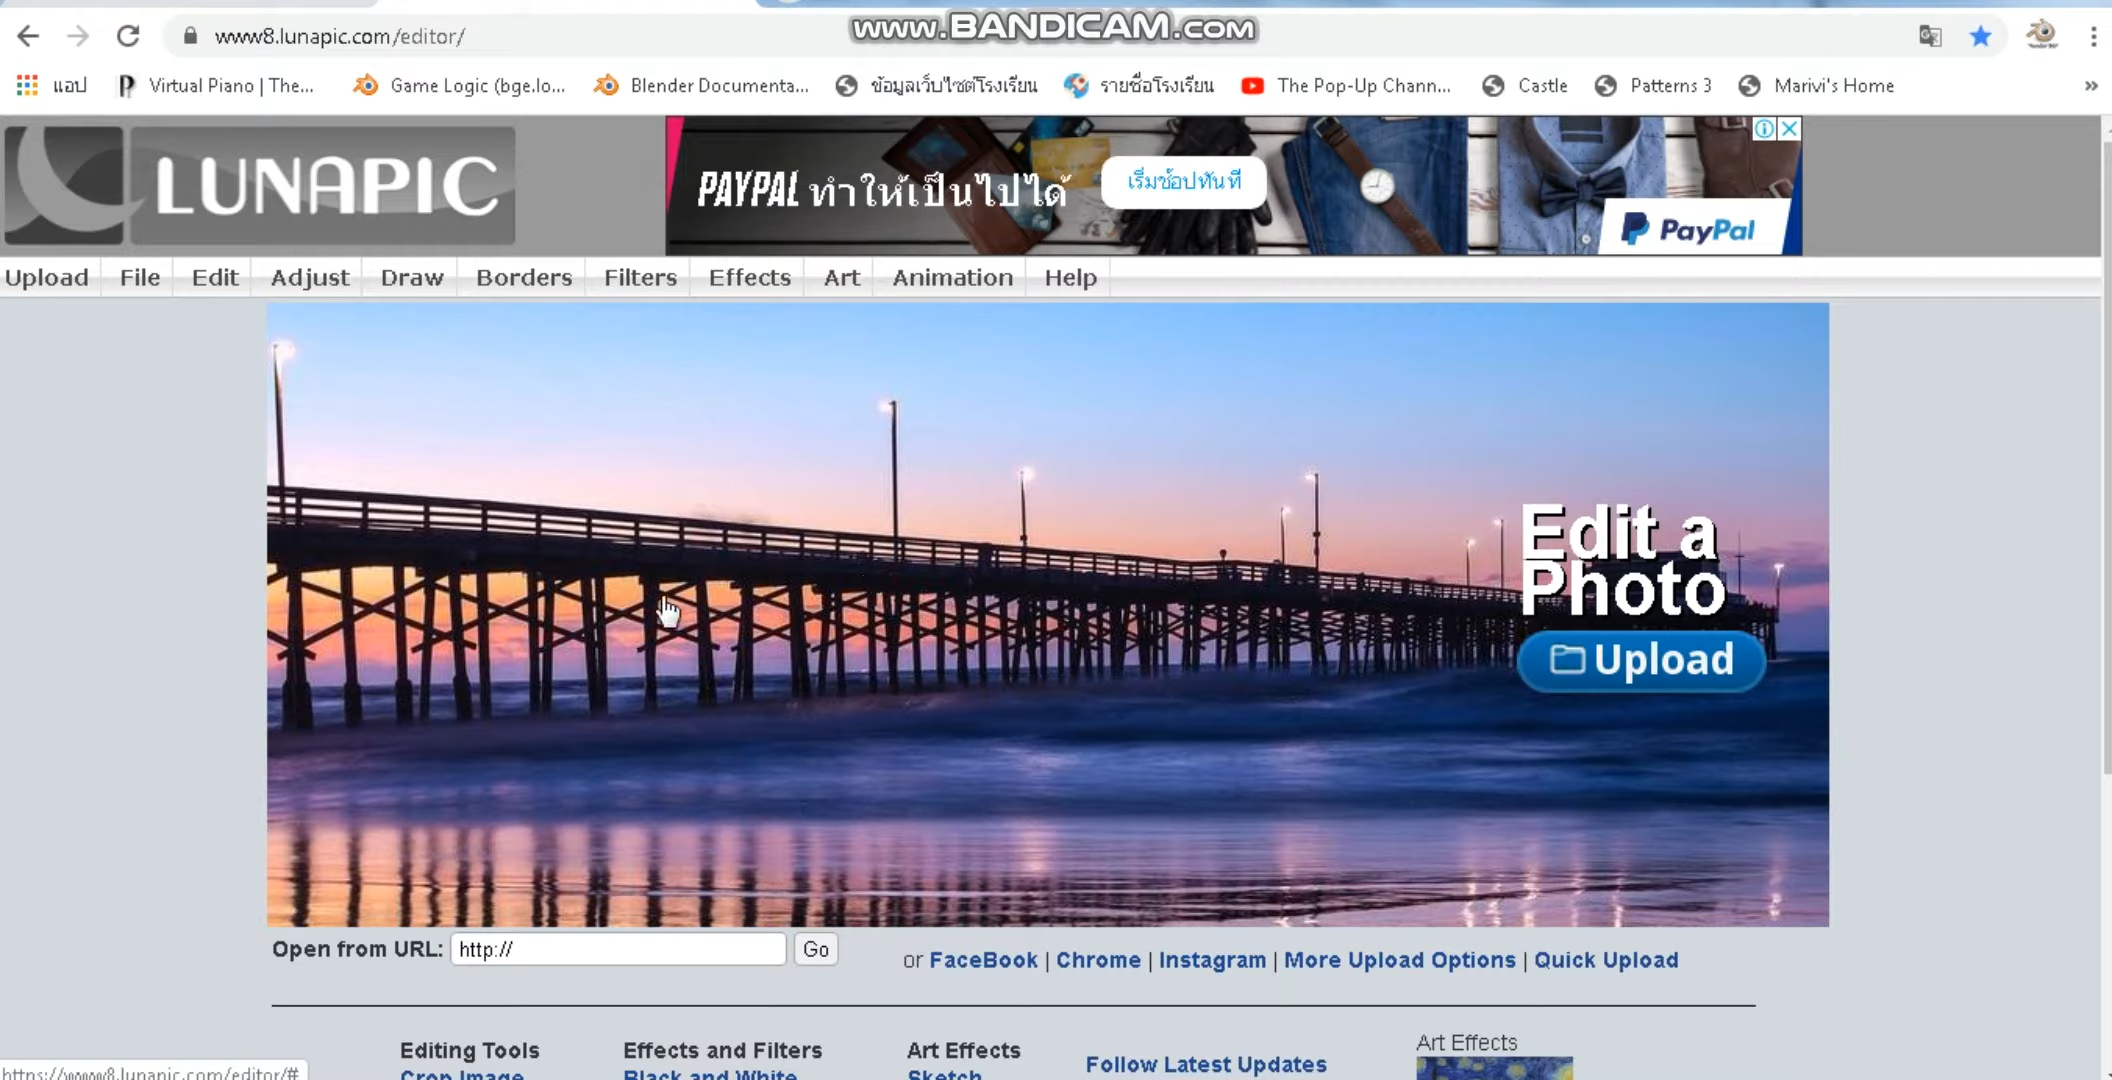 www.BANDICAM.com
www8.lunapic.com/editor/
แอป
Virtual Piano | The...
Game Logic (bge.lo...
Blender Documenta...
ข้อมูลเว็บไซต์โรงเรียน
รายชื่อโรงเรียน
The Pop-Up Chann...
Castle
Patterns 3
Marivi's Home
»
LUNAPIC
PAYPAL ทำให้เป็นไปได้
เริ่มช้อปทันที
PayPal
Upload
File
Edit
Adjust
Draw
Borders
Filters
Effects
Art
Animation
Help
Edit a
Photo
Upload
Open from URL: http:// Go
or FaceBook | Chrome | Instagram | More Upload Options | Quick Upload
Editing Tools
Effects and Filters
Art Effects
Follow Latest Updates
Art Effects
Crop Image
Black and White
Sketch
https://www8.lunapic.com/editor/#